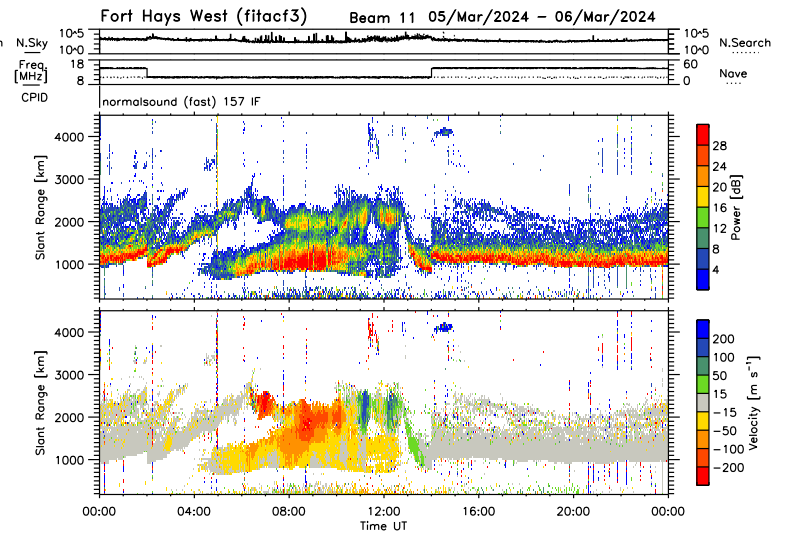 Fort Hays West (fitacf3) Beam 11 05/Mar/2024 − 06/Mar/2024
N.Sky 10^5 10^5 N.Search
10^0 10^0
Freq. 18 60 Nave
[MHz] 8 0
CPID normalsound (fast) 157 IF
Slant Range [km]
4000
3000
2000
1000
28
24
20
16
12
8
4
Power [dB]
Slant Range [km]
4000
3000
2000
1000
200
100
50
15
−15
−50
−100
−200
Velocity [m s⁻¹]
00:00 04:00 08:00 12:00 16:00 20:00 00:00
Time UT